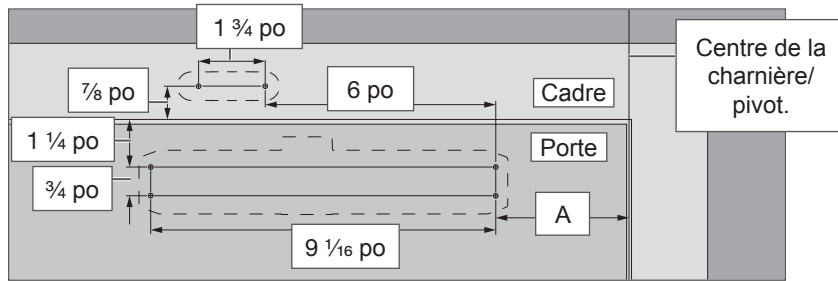 1 ¾ po
⅞ po
6 po
Cadre
Centre de la
charnière/
pivot.
1 ¼ po
Porte
¾ po
A
9 ¹⁄₁₆ po